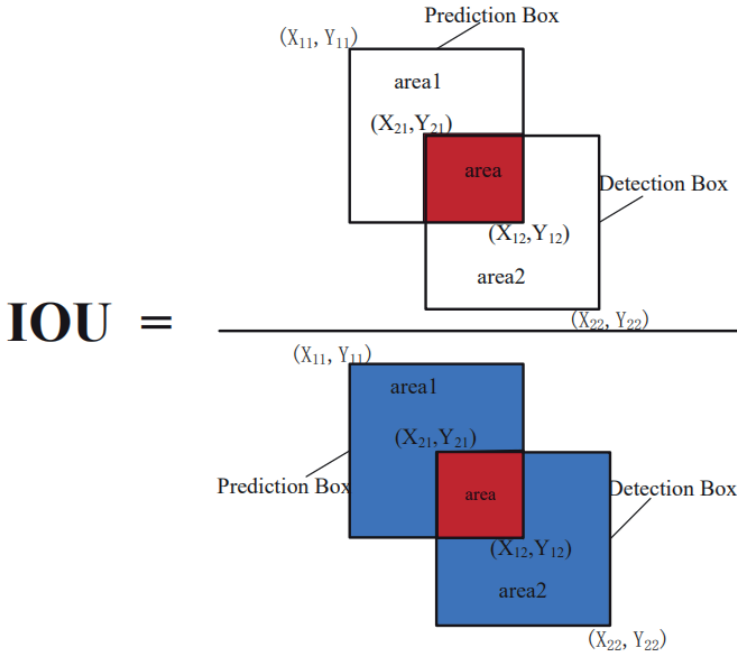 Prediction Box
(X₁₁, Y₁₁)
area1
(X₂₁,Y₂₁)
area
Detection Box
(X₁₂,Y₁₂)
area2
(X₂₂, Y₂₂)
IOU =
(X₁₁, Y₁₁)
area1
(X₂₁,Y₂₁)
Prediction Box
area
Detection Box
(X₁₂,Y₁₂)
area2
(X₂₂, Y₂₂)